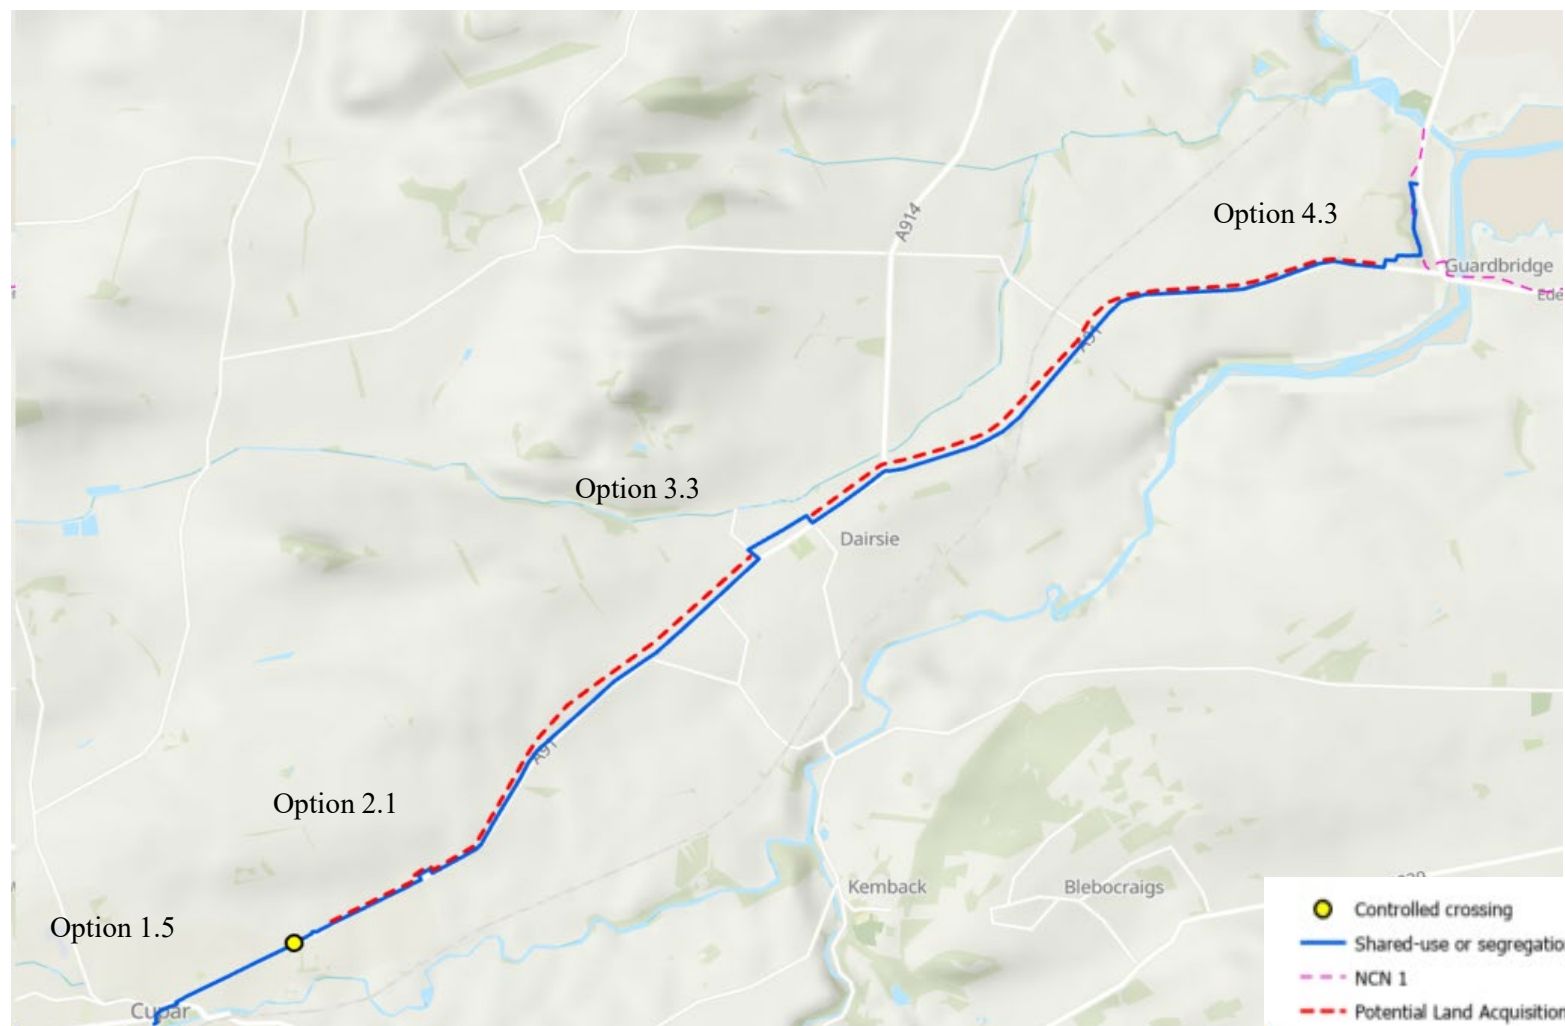 A914
Option 4.3
Guardbridge
Ede
A91
Option 3.3
Dairsie
A91
Option 2.1
Kemback
Blebocraigs
Option 1.5
Cupar
Controlled crossing
Shared-use or segregatio
NCN 1
Potential Land Acquisition